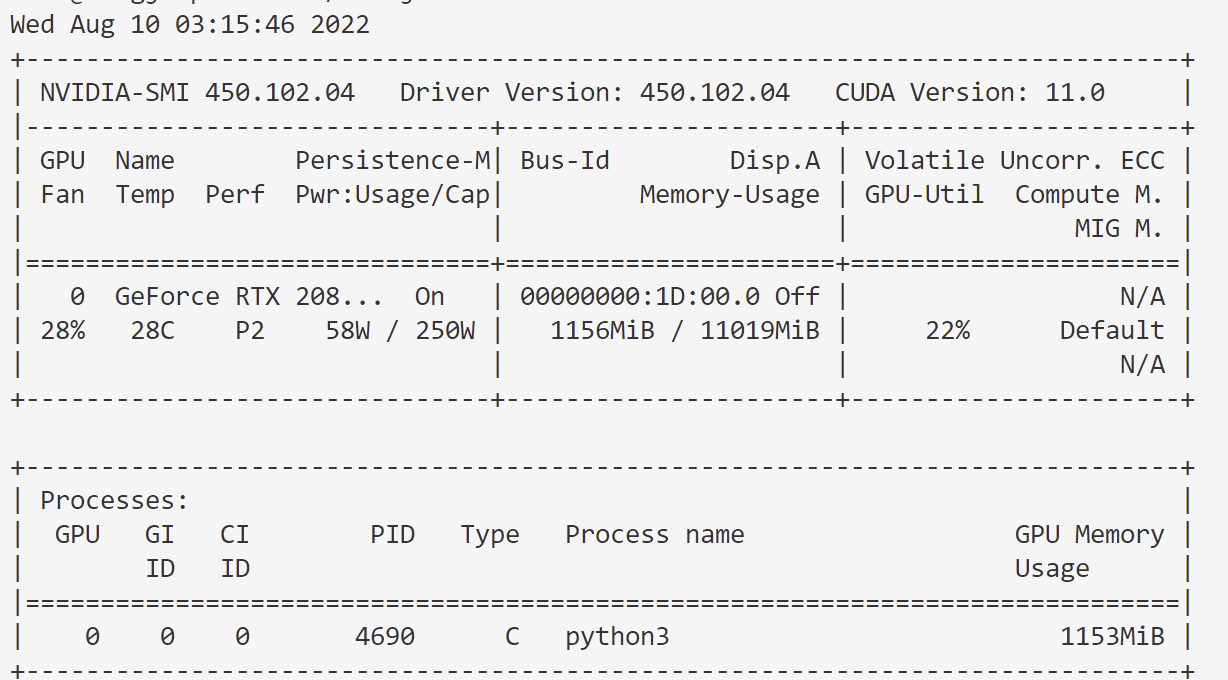 Wed Aug 10 03:15:46 2022
+-----------------------------------------------------------------------------+
| NVIDIA-SMI 450.102.04   Driver Version: 450.102.04   CUDA Version: 11.0     |
|-------------------------------+----------------------+----------------------+
| GPU  Name        Persistence-M| Bus-Id        Disp.A | Volatile Uncorr. ECC |
| Fan  Temp  Perf  Pwr:Usage/Cap|         Memory-Usage | GPU-Util  Compute M. |
|                               |                      |               MIG M. |
|===============================+======================+======================|
|   0  GeForce RTX 208...  On   | 00000000:1D:00.0 Off |                  N/A |
| 28%   28C    P2    58W / 250W |   1156MiB / 11019MiB |     22%      Default |
|                               |                      |                  N/A |
+-------------------------------+----------------------+----------------------+

+-----------------------------------------------------------------------------+
| Processes:                                                                  |
|  GPU   GI   CI        PID   Type   Process name                  GPU Memory |
|        ID   ID                                                   Usage      |
|=============================================================================|
|    0   0    0          4690      C   python3                          1153MiB |
+-----------------------------------------------------------------------------+